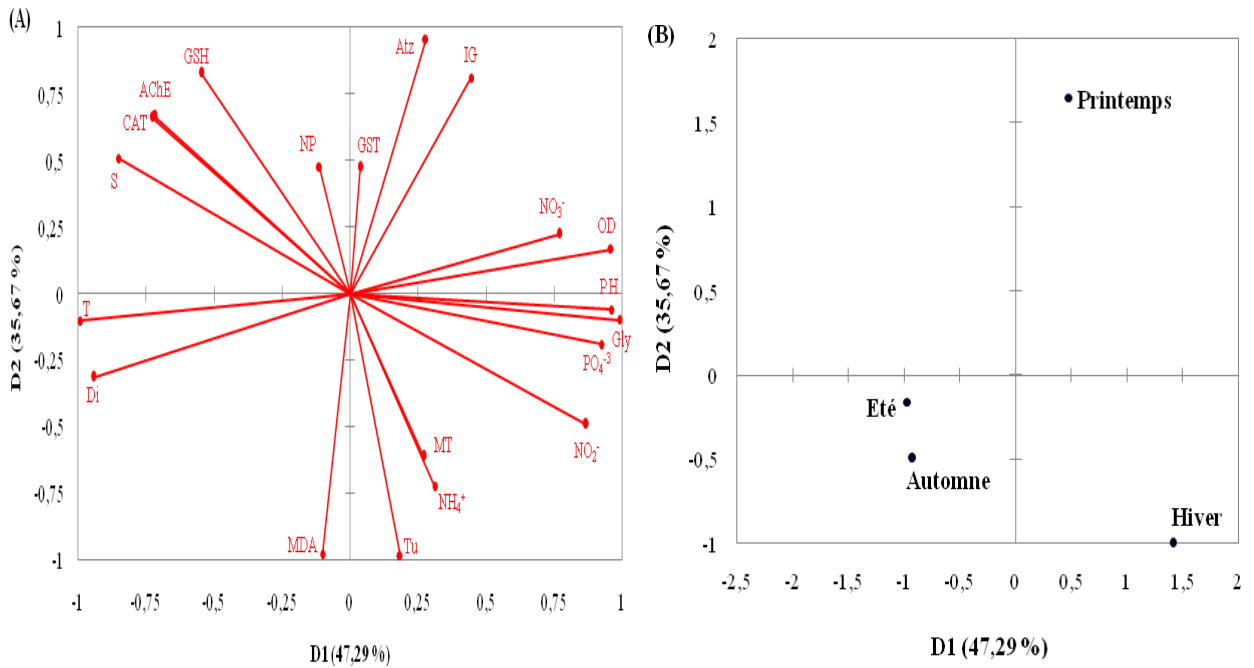 (A)
1
0,75
0,5
0,25
0
-0,25
-0,5
-0,75
-1
D2 (35,67 %)
Atz
IG
GSH
AChE
CAT
NP
GST
S
NO₃⁻
OD
T
PH
Gly
PO₄⁻³
Di
NO₂⁻
MT
NH₄⁺
MDA
Tu
-1 -0,75 -0,5 -0,25 0 0,25 0,5 0,75 1
D1 (47,29 %)
(B)
2
1,5
1
0,5
0
-0,5
-1
D2 (35,67 %)
Printemps
Eté
Automne
Hiver
-2,5 -2 -1,5 -1 -0,5 0 0,5 1 1,5 2
D1 (47,29 %)